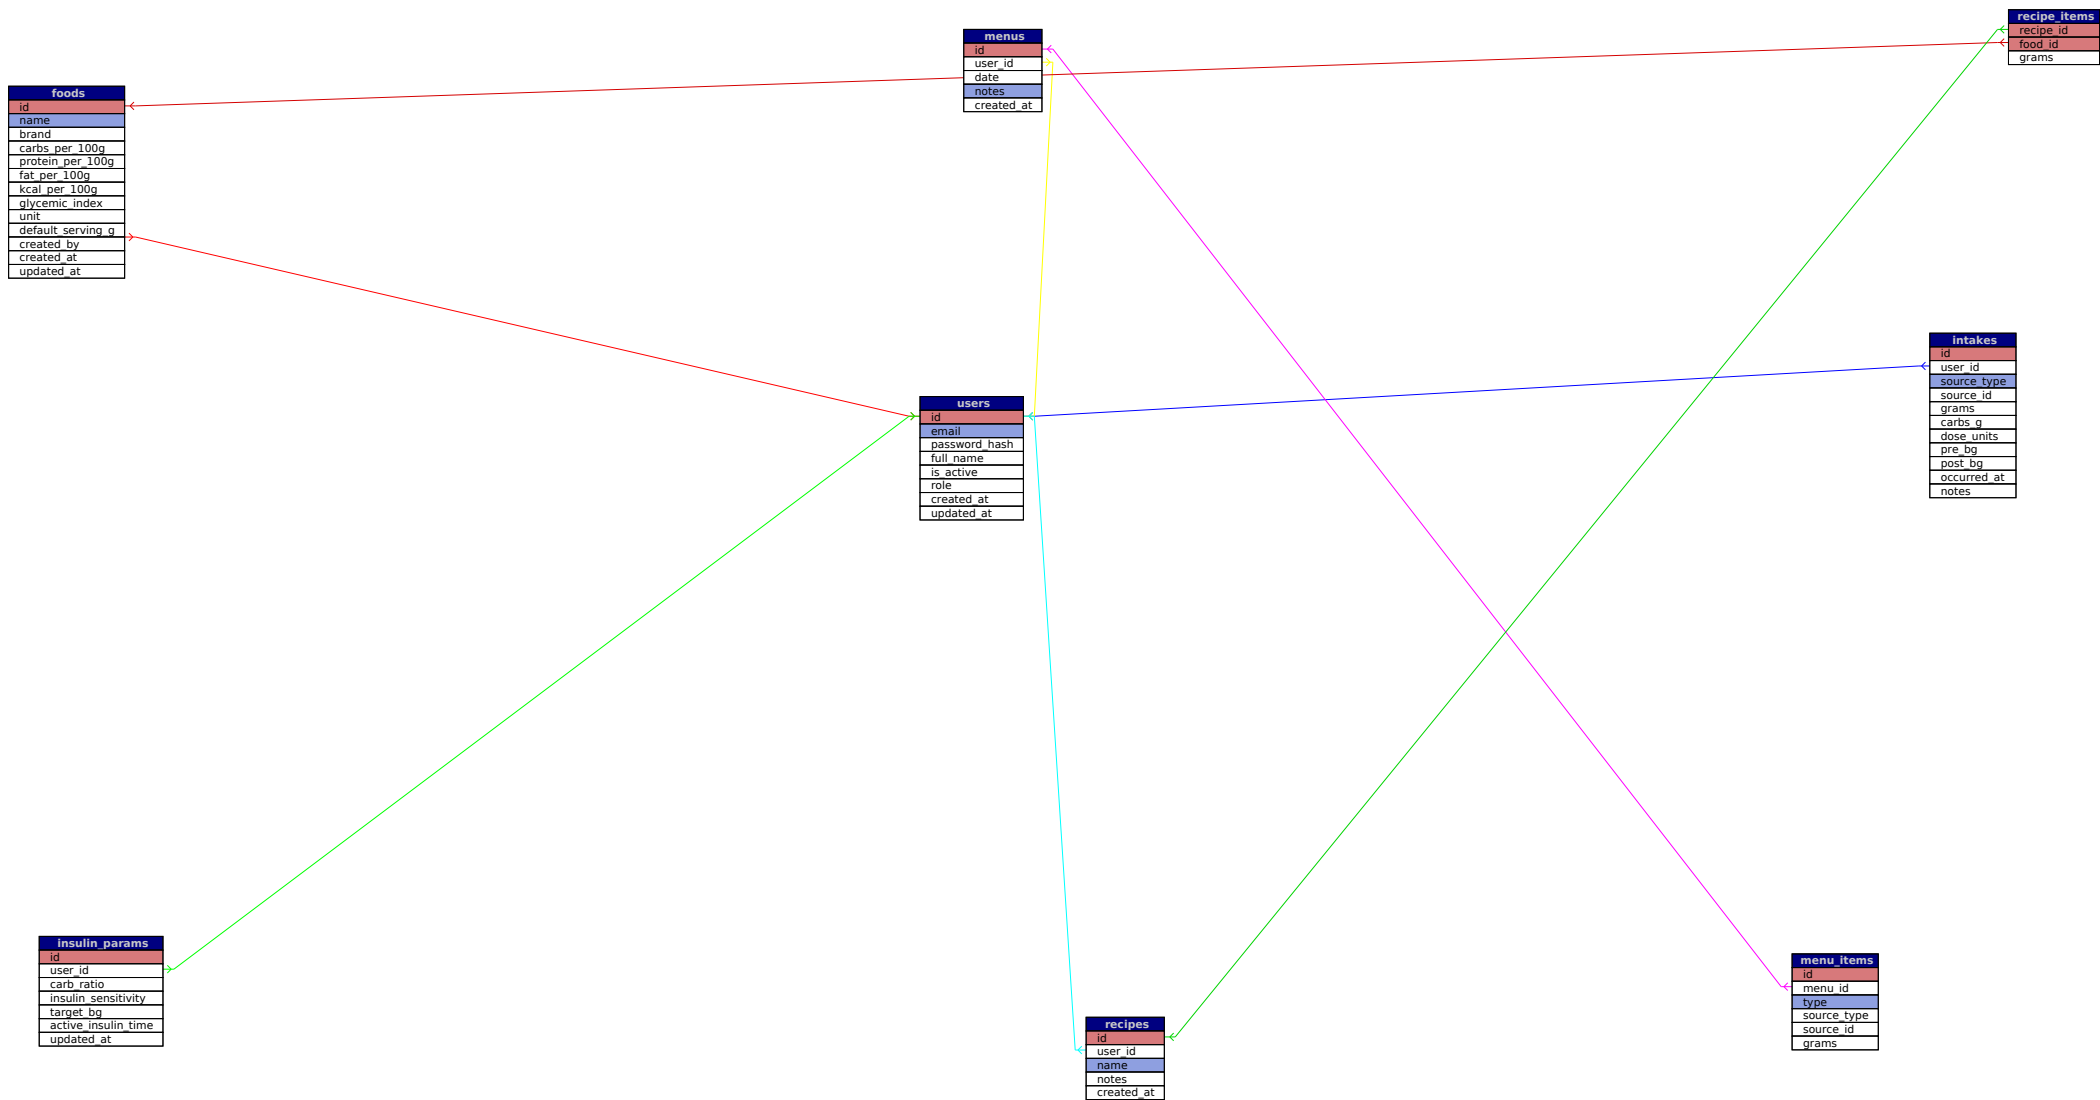 menus
id
user_id
date
notes
created_at
recipe_items
recipe_id
food_id
grams
foods
id
name
brand
carbs_per_100g
protein_per_100g
fat_per_100g
kcal_per_100g
glycemic_index
unit
default_serving_g
created_by
created_at
updated_at
users
id
email
password_hash
full_name
is_active
role
created_at
updated_at
intakes
id
user_id
source_type
source_id
grams
carbs_g
dose_units
pre_bg
post_bg
occurred_at
notes
insulin_params
id
user_id
carb_ratio
insulin_sensitivity
target_bg
active_insulin_time
updated_at
recipes
id
user_id
name
notes
created_at
menu_items
id
menu_id
type
source_type
source_id
grams